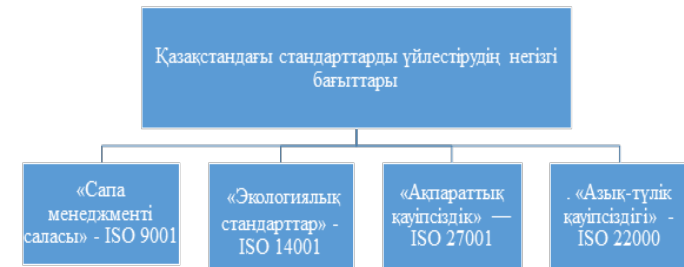 Қазақстандағы стандарттарды үйлестірудің негізгі
бағыттары
«Сапа
менеджменті
саласы» - ISO 9001
«Экологиялық
стандарттар» -
ISO 14001
«Ақпараттық
қауіпсіздік» —
ISO 27001
. «Азық-түлік
қауіпсіздігі» -
ISO 22000